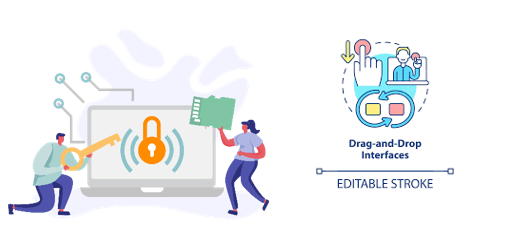 Drag-and-Drop
Interfaces
EDITABLE STROKE